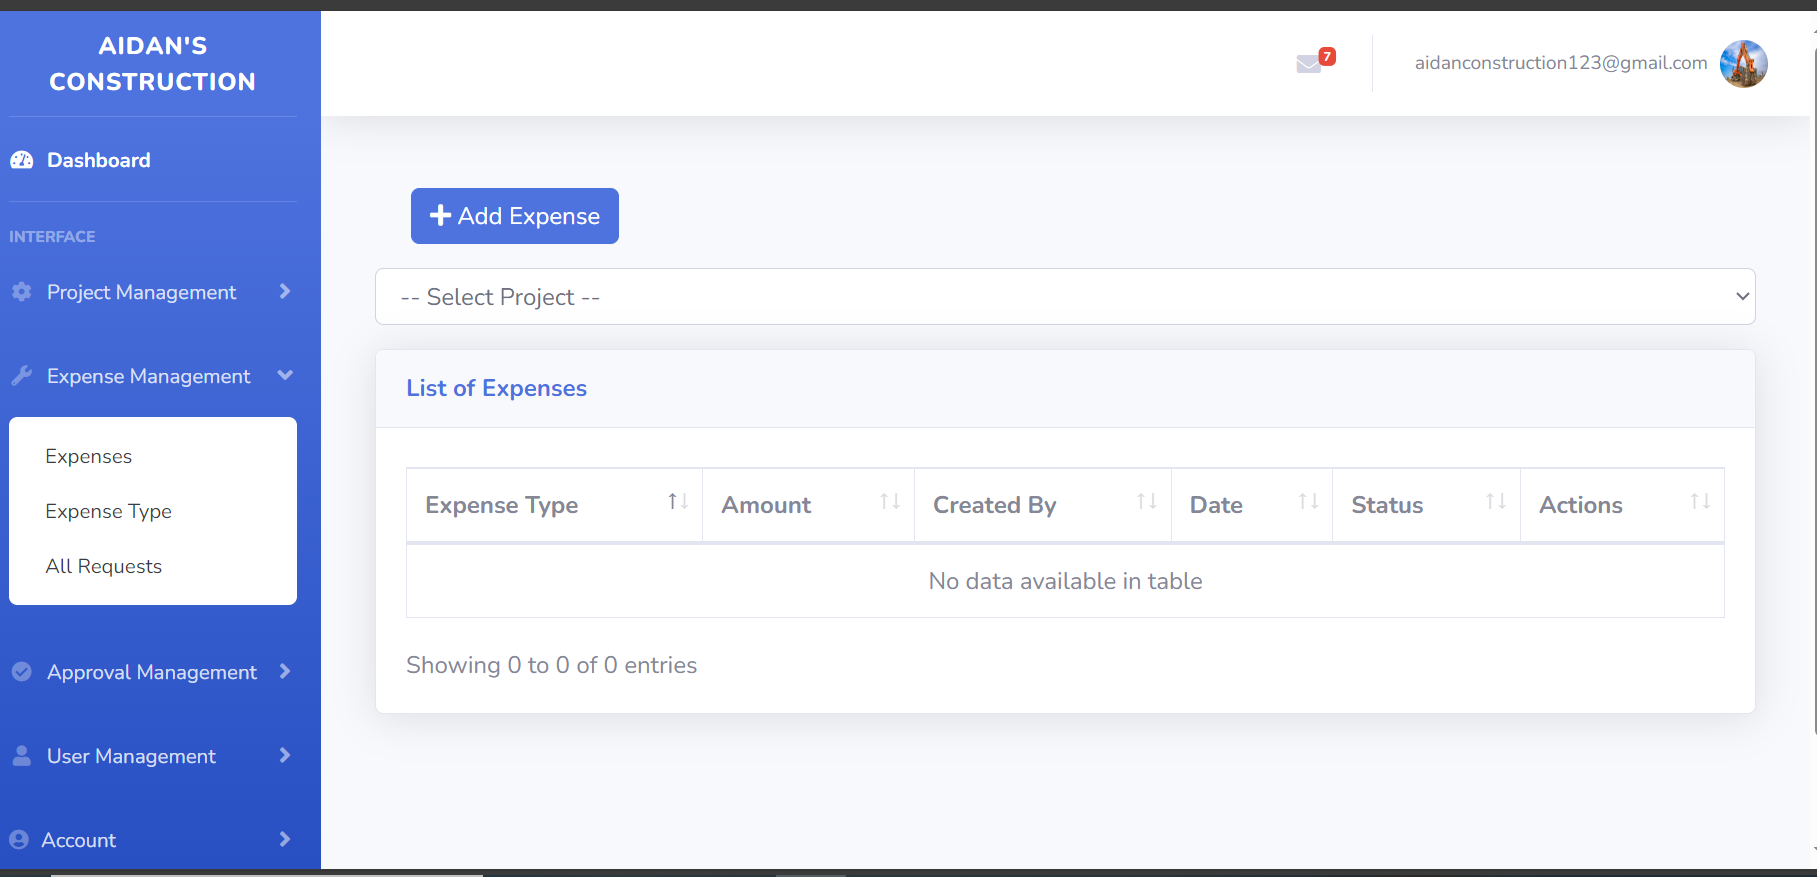 AIDAN'S
CONSTRUCTION
7
aidanconstruction123@gmail.com
Dashboard
INTERFACE
Project Management
Expense Management
Expenses
Expense Type
All Requests
Approval Management
User Management
Account
Add Expense
-- Select Project --
List of Expenses
Expense Type Amount Created By Date Status Actions
No data available in table
Showing 0 to 0 of 0 entries